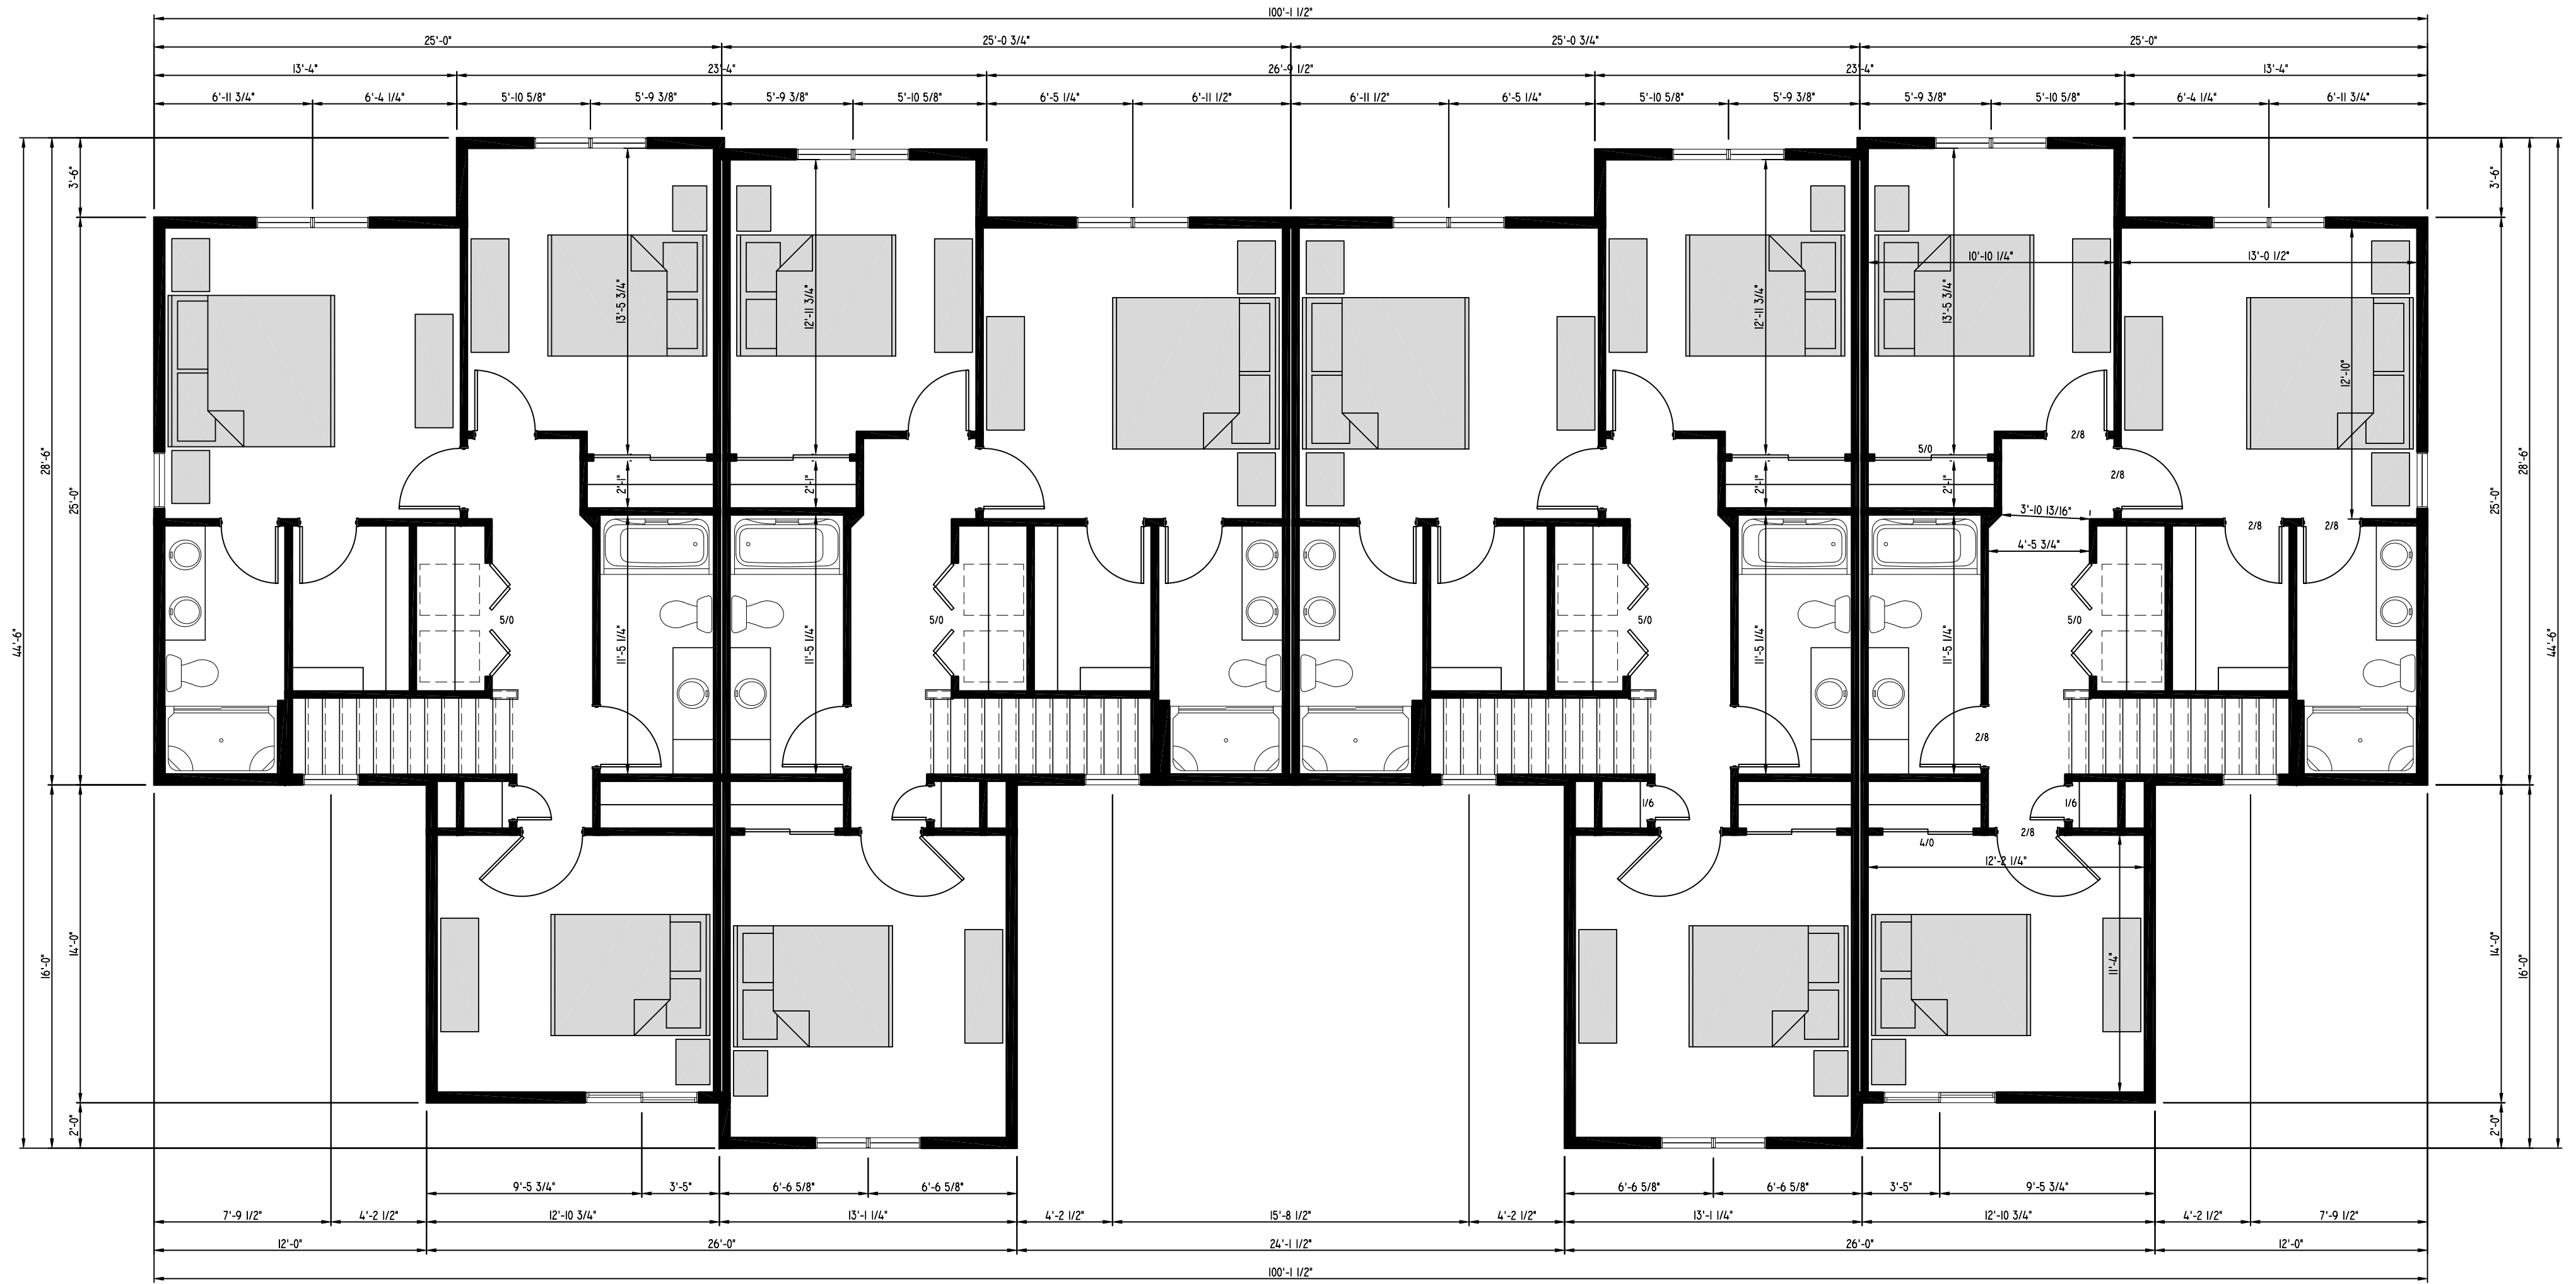 100'-1 1/2"
25'-0" 25'-0 3/4" 25'-0 3/4" 25'-0"
13'-4" 23'-4" 26'-9 1/2" 23'-4" 13'-4"
6'-11 3/4" 6'-4 1/4" 5'-10 5/8" 5'-9 3/8" 5'-9 3/8" 5'-10 5/8" 6'-5 1/4" 6'-11 1/2" 6'-11 1/2" 6'-5 1/4" 5'-10 5/8" 5'-9 3/8" 5'-9 3/8" 5'-10 5/8" 6'-4 1/4" 6'-11 3/4"
3'-6" 3'-6"
10'-10 1/4" 13'-0 1/2"
13'-5 3/4" 12'-11 3/4" 12'-11 3/4" 13'-5 3/4"
12'-10"
2/8
5/0
28'-6" 28'-6"
2/8
2'-1" 2'-1" 2'-1" 2'-1"
25'-0" 25'-0"
3'-10 13/16"
2/8 2/8
4'-5 3/4"
5/0 5/0 5/0 5/0
44'-6" 11'-5 1/4" 11'-5 1/4" 11'-5 1/4" 11'-5 1/4" 44'-6"
2/8
1/6 1/6
2/8
4/0
12'-2 1/4"
14'-0" 14'-0"
16'-0" 11'-4" 16'-0"
2'-0" 2'-0"
9'-5 3/4" 3'-5" 6'-6 5/8" 6'-6 5/8" 6'-6 5/8" 6'-6 5/8" 3'-5" 9'-5 3/4"
7'-9 1/2" 4'-2 1/2" 12'-10 3/4" 13'-1 1/4" 4'-2 1/2" 15'-8 1/2" 4'-2 1/2" 13'-1 1/4" 12'-10 3/4" 4'-2 1/2" 7'-9 1/2"
12'-0" 26'-0" 24'-1 1/2" 26'-0" 12'-0"
100'-1 1/2"